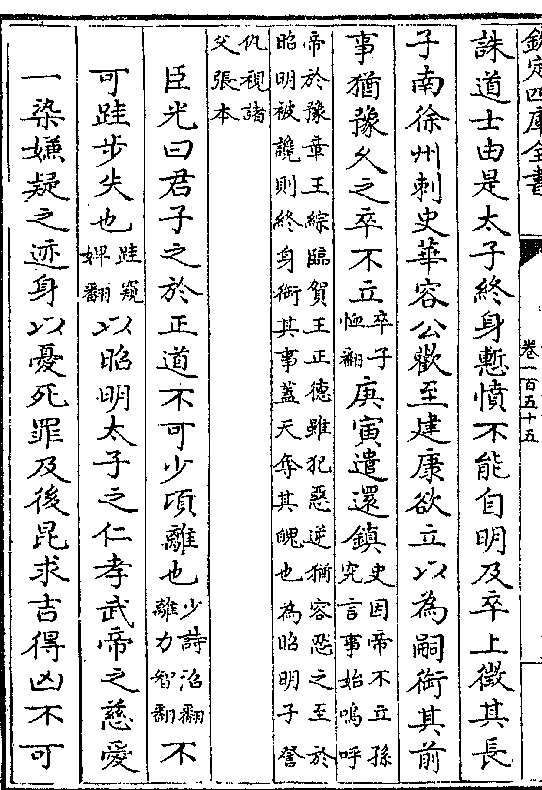 欽定四庫全書
卷一百五十五
誅道士由是太子終身慙憤不能自明及卒上徵其長
子南徐州刺史華容公歡至建康欲立以為嗣銜其前
事猶豫久之卒不立
卒子
恤翻
庚寅遣還鎮
史因帝不立孫
究言事始嗚呼
帝於豫章王綜臨賀王正德雖犯惡逆猶容忍之至於
昭明被讒則終身銜其事蓋天奪其魄也為昭明子詧
仇視諸
父張本
臣光曰君子之於正道不可少頃離也
少詩沼翻
離力智翻
不
可跬步失也
跬窺
婢翻
以昭明太子之仁孝武帝之慈愛
一染嫌疑之迹身以憂死罪及後昆求吉得凶不可